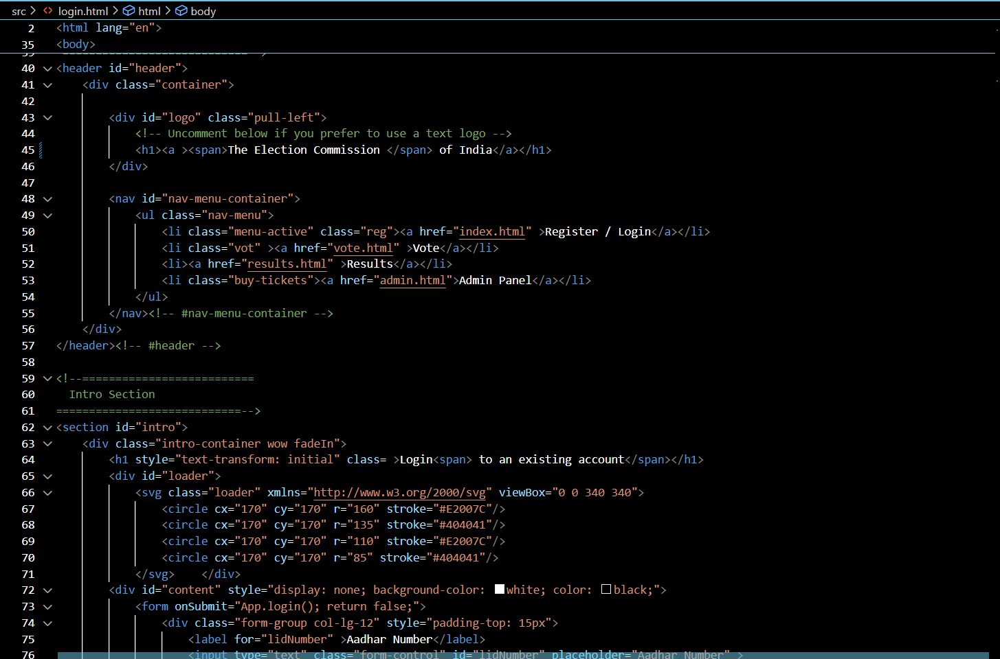 src > login.html > html > body
2 <html lang="en">
35 <body>
40 <header id="header">
41 <div class="container">
42
43 <div id="logo" class="pull-left">
44 <!-- Uncomment below if you prefer to use a text logo -->
45 <h1><a ><span>The Election Commission </span> of India</a></h1>
46 </div>
47
48 <nav id="nav-menu-container">
49 <ul class="nav-menu">
50 <li class="menu-active" class="reg"><a href="index.html" >Register / Login</a></li>
51 <li class="vot" ><a href="vote.html" >Vote</a></li>
52 <li><a href="results.html" >Results</a></li>
53 <li class="buy-tickets"><a href="admin.html">Admin Panel</a></li>
54 </ul>
55 </nav><!-- #nav-menu-container -->
56 </div>
57 </header><!-- #header -->
58
59 <!--==========================
60 Intro Section
61 ============================-->
62 <section id="intro">
63 <div class="intro-container wow fadeIn">
64 <h1 style="text-transform: initial" class= >Login<span> to an existing account</span></h1>
65 <div id="loader">
66 <svg class="loader" xmlns="http://www.w3.org/2000/svg" viewBox="0 0 340 340">
67 <circle cx="170" cy="170" r="160" stroke="#E2007C"/>
68 <circle cx="170" cy="170" r="135" stroke="#404041"/>
69 <circle cx="170" cy="170" r="110" stroke="#E2007C"/>
70 <circle cx="170" cy="170" r="85" stroke="#404041"/>
71 </svg> </div>
72 <div id="content" style="display: none; background-color: white; color: black;">
73 <form onSubmit="App.login(); return false;">
74 <div class="form-group col-lg-12" style="padding-top: 15px">
75 <label for="lidNumber" >Aadhar Number</label>
76 <input type="text" class="form-control" id="lidNumber" placeholder="Aadhar Number" >